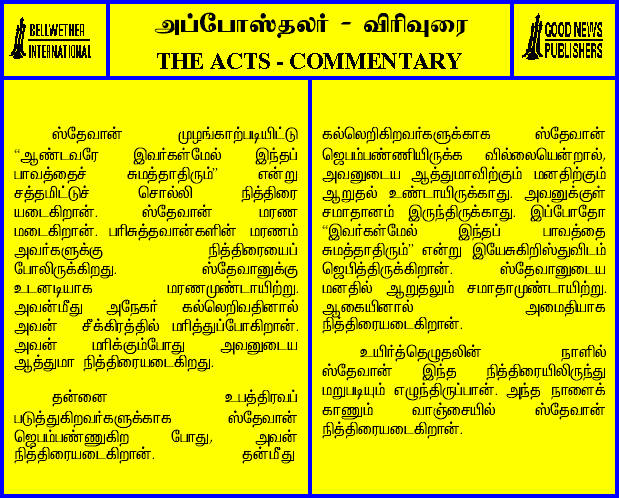 BELLWETHER
INTERNATIONAL
அப்போஸ்தலர் - விரிவுரை
THE ACTS - COMMENTARY
GOOD NEWS
PUBLISHERS
ஸ்தேவான் முழங்காற்படியிட்டு
“ஆண்டவரே இவர்கள்மேல் இந்தப்
பாவத்தைச் சுமத்தாதிரும்” என்று
சத்தமிட்டுச் சொல்லி நித்திரை
யடைகிறான். ஸ்தேவான் மரண
மடைகிறான். பரிசுத்தவான்களின் மரணம்
அவர்களுக்கு நித்திரையைப்
போலிருக்கிறது. ஸ்தேவானுக்கு
உடனடியாக மரணமுண்டாயிற்று.
அவன்மீது அநேகர் கல்லெறிவதினால்
அவன் சீக்கிரத்தில் மரித்துப்போகிறான்.
அவன் மரிக்கும்போது அவனுடைய
ஆத்துமா நித்திரையடைகிறது.
தன்னை உபத்திரவப்
படுத்துகிறவர்களுக்காக ஸ்தேவான்
ஜெபம்பண்ணுகிற போது, அவன்
நித்திரையடைகிறான். தன்மீது
கல்லெறிகிறவர்களுக்காக ஸ்தேவான்
ஜெபம்பண்ணியிருக்க வில்லையென்றால்,
அவனுடைய ஆத்துமாவிற்கும் மனதிற்கும்
ஆறுதல் உண்டாயிருக்காது. அவனுக்குள்
சமாதானம் இருந்திருக்காது. இப்போதோ
“இவர்கள்மேல் இந்தப் பாவத்தை
சுமத்தாதிரும்” என்று இயேசுகிறிஸ்துவிடம்
ஜெபித்திருக்கிறான். ஸ்தேவானுடைய
மனதில் ஆறுதலும் சமாதாமுண்டாயிற்று.
ஆகையினால் அமைதியாக
நித்திரையடைகிறான்.
உயிர்த்தெழுதலின் நாளில்
ஸ்தேவான் இந்த நித்திரையிலிருந்து
மறுபடியும் எழுந்திருப்பான். அந்த நாளைக்
காணும் வாஞ்சையில் ஸ்தேவான்
நித்திரையடைகிறான்.